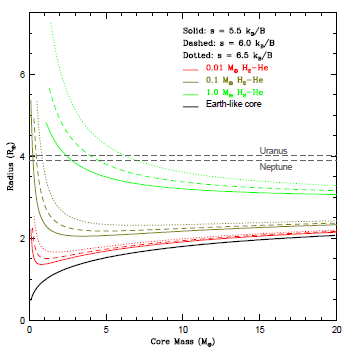 Solid: s = 5.5 k_B/B
Dashed: s = 6.0 k_B/B
Dotted: s = 6.5 k_B/B
0.01 M⊕ H₂-He
0.1 M⊕ H₂-He
1.0 M⊕ H₂-He
Earth-like core
Uranus
Neptune
Radius (R⊕)
6
4
2
0
0 5 10 15 20
Core Mass (M⊕)